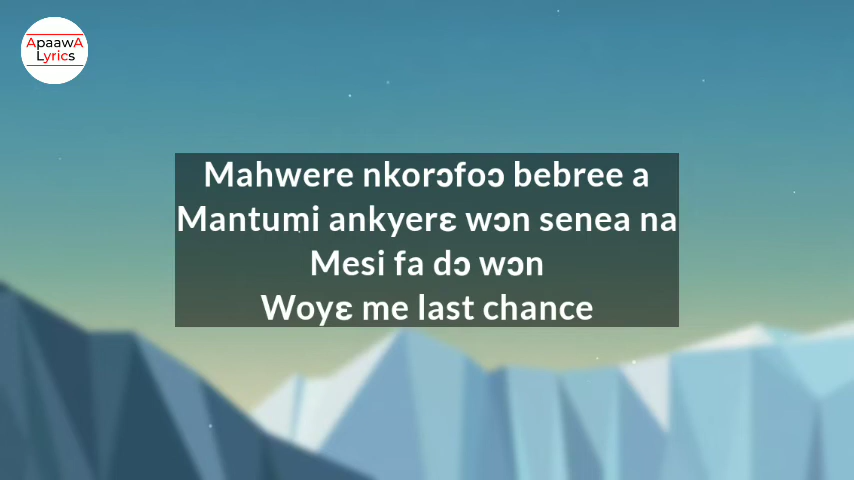 ApaawA
Lyrics
Mahwere nkorɔfoɔ bebree a
Mantumi ankyerɛ wɔn senea na
Mesi fa dɔ wɔn
Woyɛ me last chance